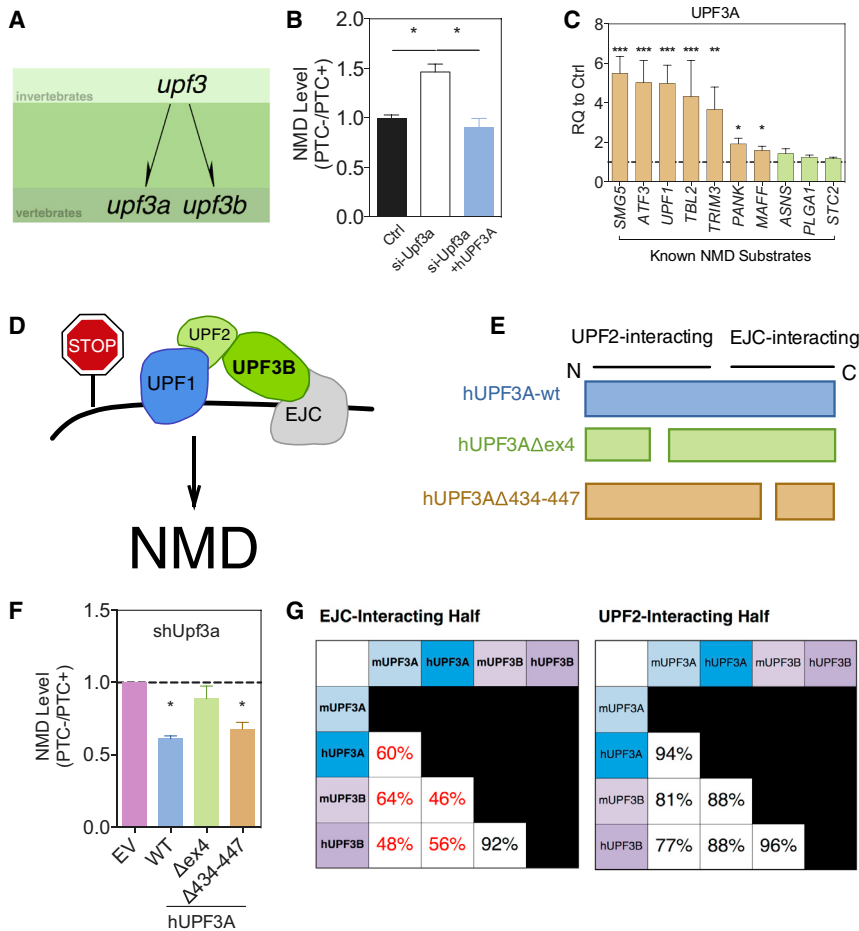 A
invertebrates
upf3
vertebrates
upf3a upf3b
B
NMD Level
(PTC-/PTC+)
2.0
1.5
1.0
0.5
0.0
* *
Ctrl
si-Upf3a
si-Upf3a
+hUPF3A
C
UPF3A
RQ to Ctrl
8
6
4
2
0
*** *** *** *** ** * *
SMG5 ATF3 UPF1 TBL2 TRIM3 PANK MAFF ASNS PLGA1 STC2
Known NMD Substrates
D
STOP
UPF2
UPF1
UPF3B
EJC
NMD
E
UPF2-interacting EJC-interacting
N C
hUPF3A-wt
hUPF3AΔex4
hUPF3AΔ434-447
F
NMD Level
(PTC-/PTC+)
1.5
1.0
0.5
0.0
shUpf3a
* *
EV WT Δex4 Δ434-447
hUPF3A
G
EJC-Interacting Half
mUPF3A hUPF3A mUPF3B hUPF3B
mUPF3A
hUPF3A 60%
mUPF3B 64% 46%
hUPF3B 48% 56% 92%
UPF2-Interacting Half
mUPF3A hUPF3A mUPF3B hUPF3B
mUPF3A
hUPF3A 94%
mUPF3B 81% 88%
hUPF3B 77% 88% 96%